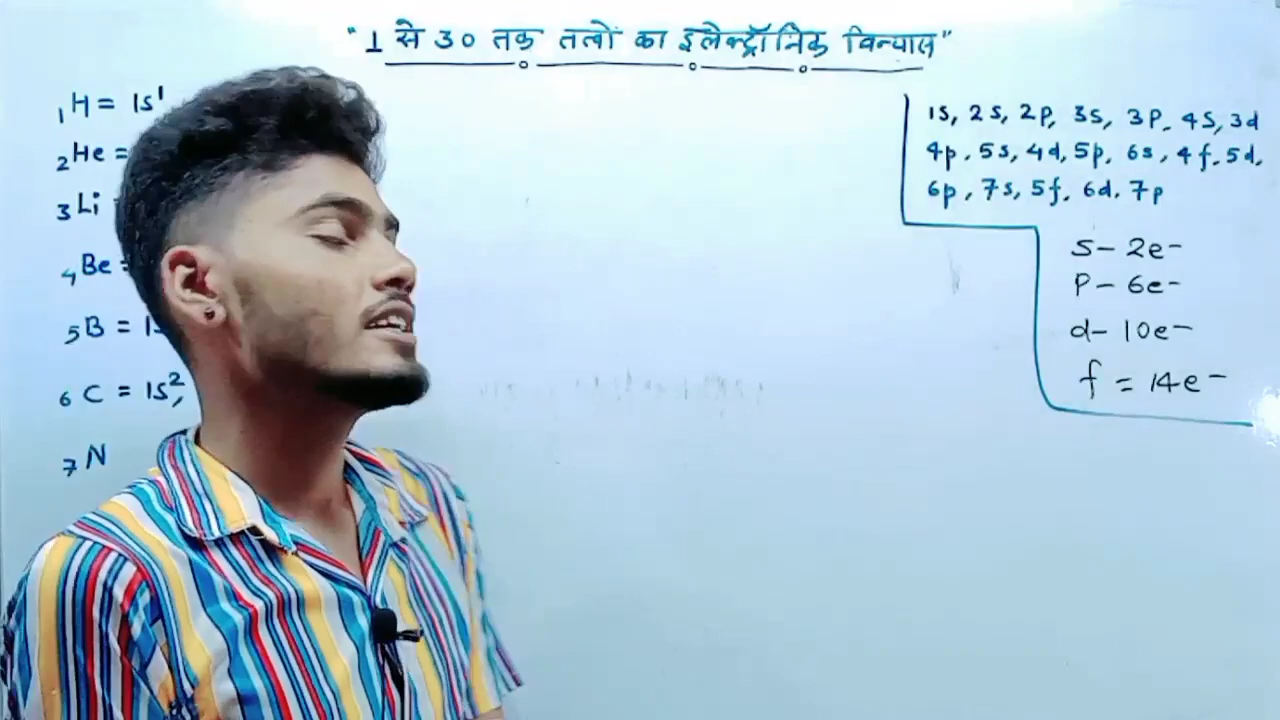 "1 से 30 तक तत्वों का इलेक्ट्रॉनिक विन्यास"
₁H = 1s¹
₂He =
₃Li
₄Be =
₅B = 1s
₆C = 1s²,
₇N
1s, 2s, 2p, 3s, 3p, 4s, 3d
4p, 5s, 4d, 5p, 6s, 4f, 5d,
6p, 7s, 5f, 6d, 7p
S- 2e-
P- 6e-
d- 10e-
f = 14e-